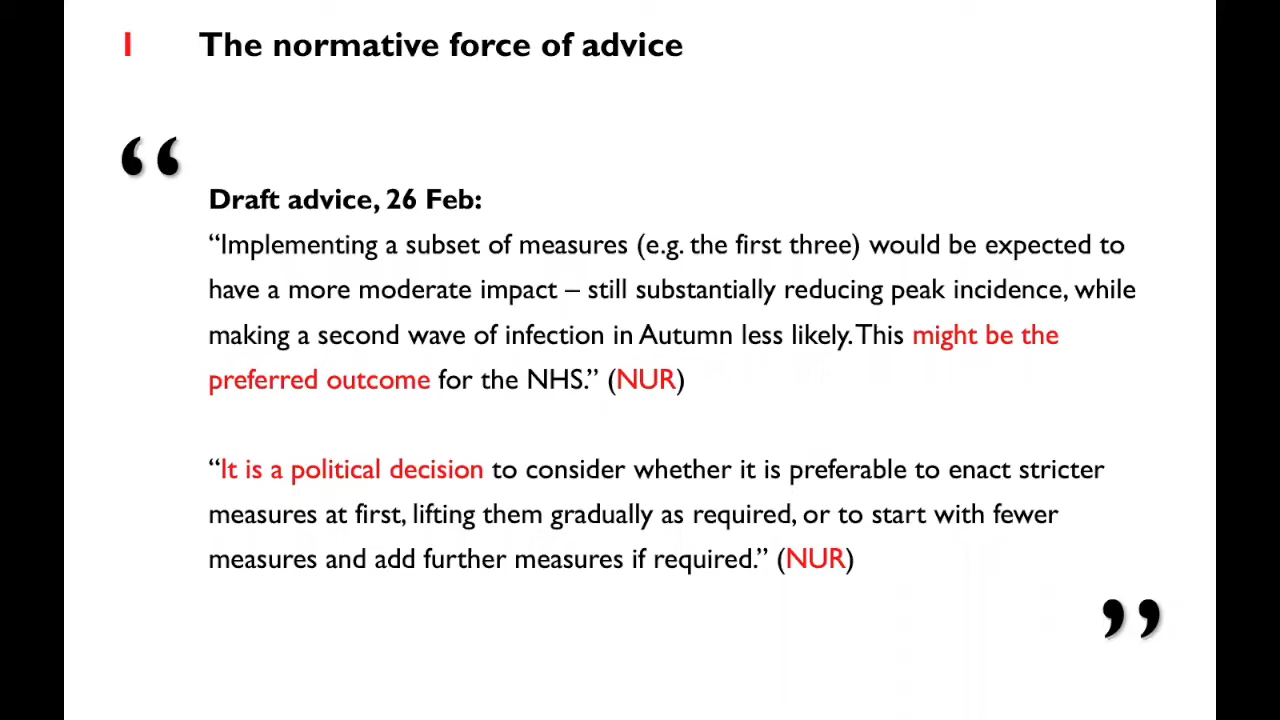 1 The normative force of advice
“
Draft advice, 26 Feb:
“Implementing a subset of measures (e.g. the first three) would be expected to
have a more moderate impact – still substantially reducing peak incidence, while
making a second wave of infection in Autumn less likely. This might be the
preferred outcome for the NHS.” (NUR)
“It is a political decision to consider whether it is preferable to enact stricter
measures at first, lifting them gradually as required, or to start with fewer
measures and add further measures if required.” (NUR)
”